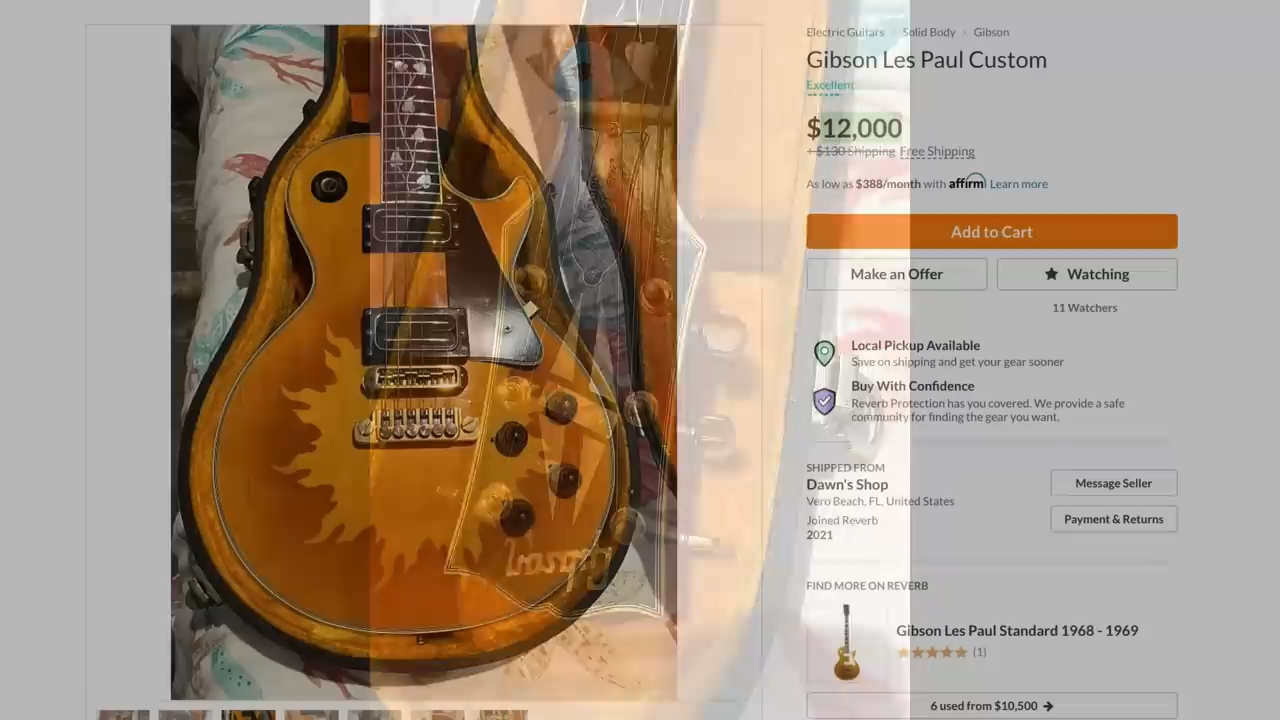 Electric Guitars Solid Body Gibson
Gibson Les Paul Custom
Excellent
$12,000
+ $130 Shipping Free Shipping
As low as $388/month with affirm Learn more
Add to Cart
Make an Offer
★ Watching
11 Watchers
Local Pickup Available
Save on shipping and get your gear sooner
Buy With Confidence
Reverb Protection has you covered. We provide a safe
community for finding the gear you want.
SHIPPED FROM
Dawn's Shop
Message Seller
Vero Beach, FL, United States
Joined Reverb
2021
Payment & Returns
FIND MORE ON REVERB
Gibson Les Paul Standard 1968 - 1969
(1)
6 used from $10,500 →